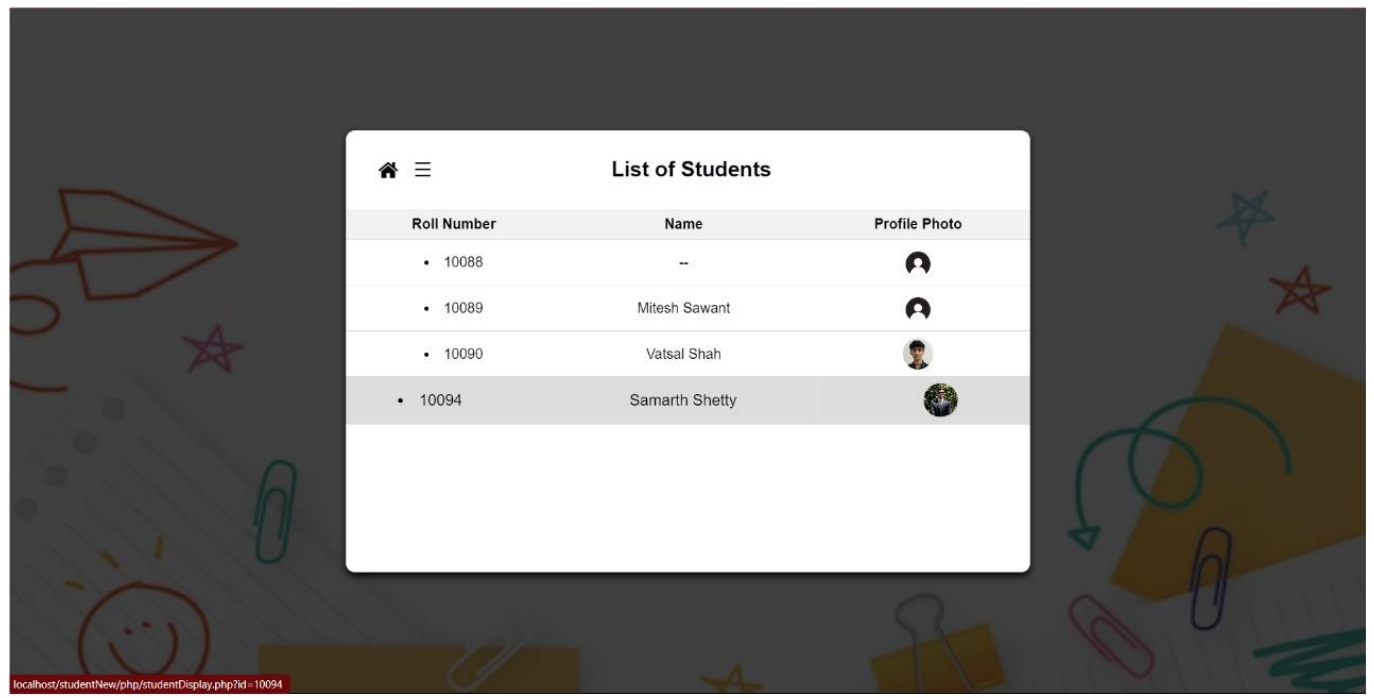 List of Students
Roll Number Name Profile Photo
• 10088 --
• 10089 Mitesh Sawant
• 10090 Vatsal Shah
• 10094 Samarth Shetty
localhost/studentNew/php/studentDisplay.php?id=10094